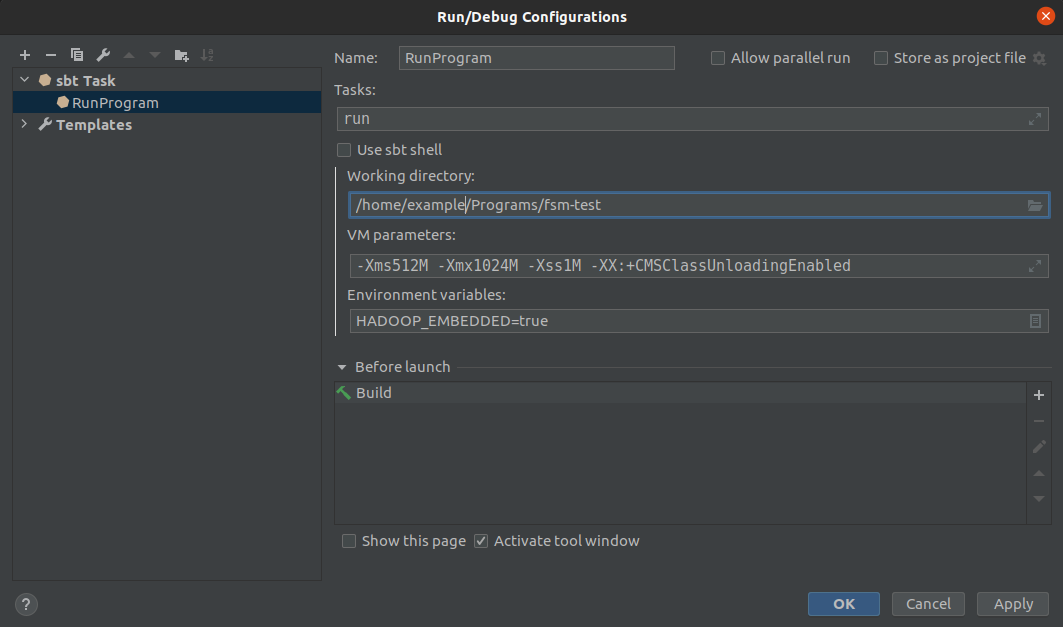 Run/Debug Configurations
Name: RunProgram Allow parallel run Store as project file
sbt Task
RunProgram
Templates
Tasks:
run
Use sbt shell
Working directory:
/home/example/Programs/fsm-test
VM parameters:
-Xms512M -Xmx1024M -Xss1M -XX:+CMSClassUnloadingEnabled
Environment variables:
HADOOP_EMBEDDED=true
Before launch
Build
Show this page Activate tool window
? OK Cancel Apply